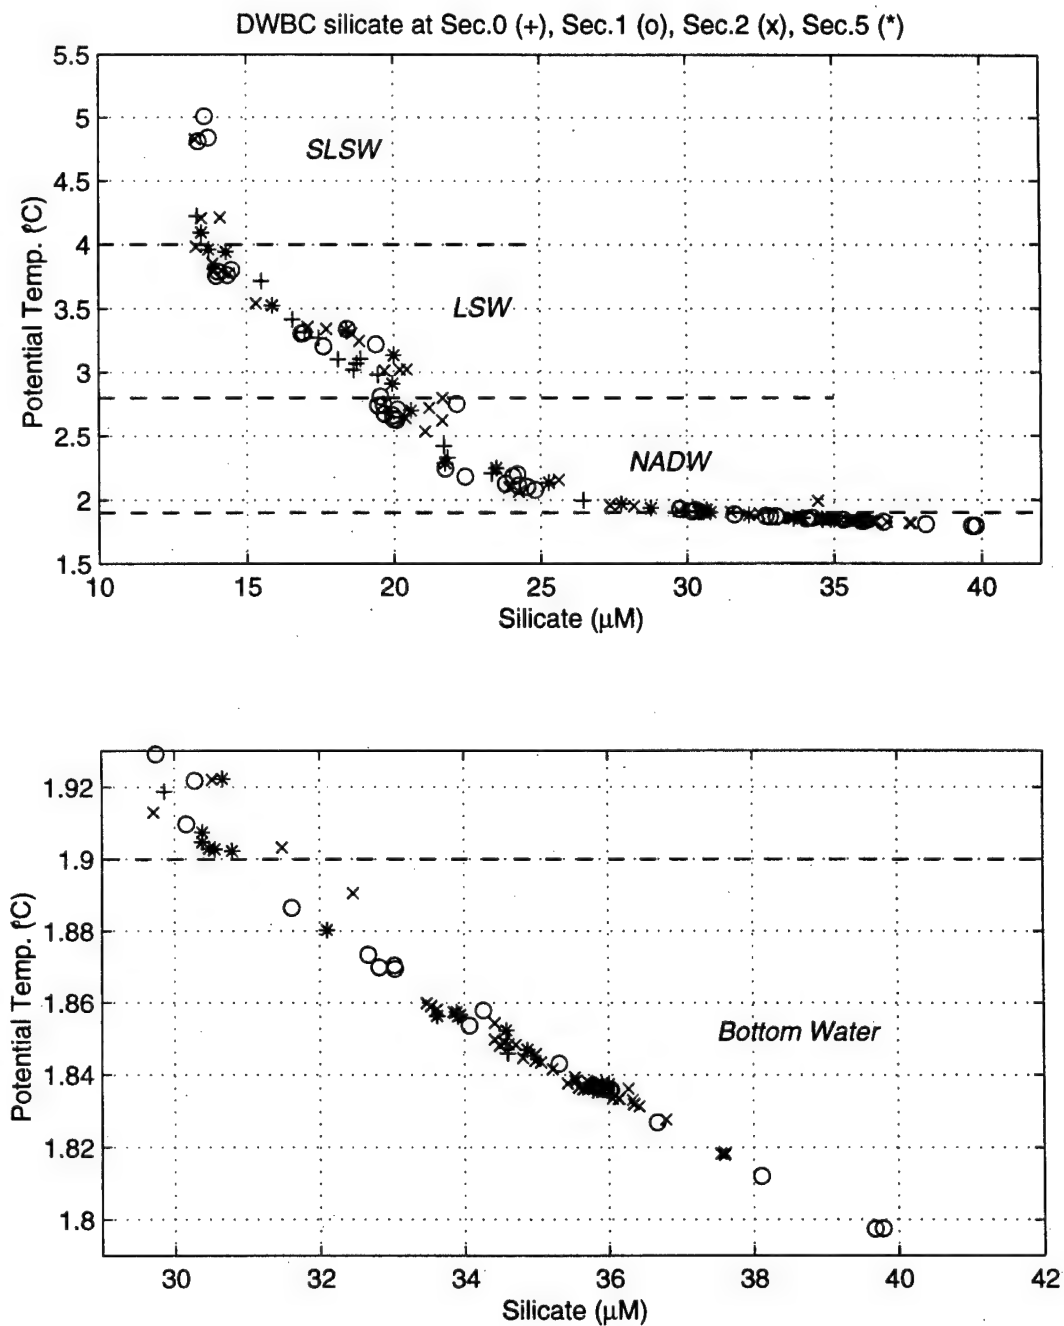 DWBC silicate at Sec.0 (+), Sec.1 (o), Sec.2 (x), Sec.5 (*)
5.5
5
4.5
4
3.5
3
2.5
2
1.5
Potential Temp. (°C)
SLSW
LSW
NADW
10 15 20 25 30 35 40
Silicate (μM)
1.92
1.9
1.88
1.86
1.84
1.82
1.8
Potential Temp. (°C)
Bottom Water
30 32 34 36 38 40 42
Silicate (μM)